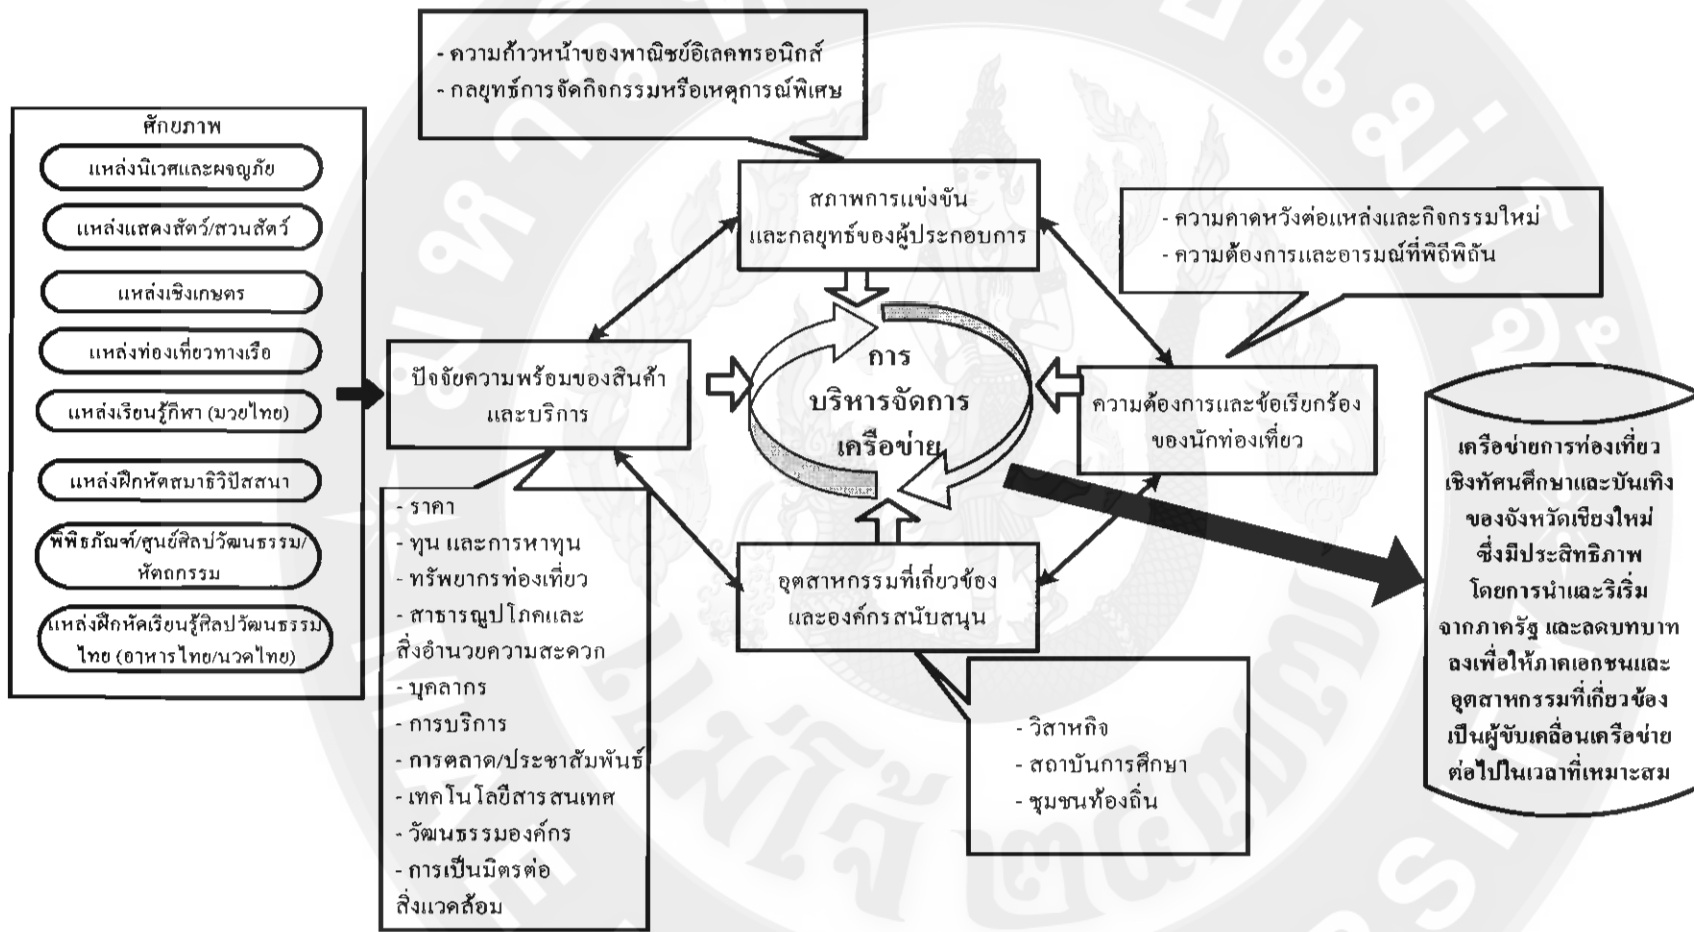 - ความก้าวหน้าของพาณิชย์อิเลคทรอนิกส์
- กลยุทธ์การจัดกิจกรรมหรือเหตุการณ์พิเศษ
ศักยภาพ
แหล่งนิเวศและผจญภัย
แหล่งแสดงสัตว์/สวนสัตว์
แหล่งเชิงเกษตร
แหล่งท่องเที่ยวทางเรือ
แหล่งเรียนรู้กีฬา (มวยไทย)
แหล่งฝึกหัดสมาธิวิปัสสนา
พิพิธภัณฑ์/ศูนย์ศิลปวัฒนธรรม/
หัตถกรรม
แหล่งฝึกหัดเรียนรู้ศิลปวัฒนธรรม
ไทย (อาหารไทย/นวดไทย)
สภาพการแข่งขัน
และกลยุทธ์ของผู้ประกอบการ
- ความคาดหวังต่อแหล่งและกิจกรรมใหม่
- ความต้องการและอารมณ์ที่พิถีพิถัน
ปัจจัยความพร้อมของสินค้า
และบริการ
การ
บริหารจัดการ
เครือข่าย
ความต้องการและข้อเรียกร้อง
ของนักท่องเที่ยว
- ราคา
- ทุน และการหาทุน
- ทรัพยากรท่องเที่ยว
- สาธารณูปโภคและ
สิ่งอำนวยความสะดวก
- บุคลากร
- การบริการ
- การตลาด/ประชาสัมพันธ์
- เทคโนโลยีสารสนเทศ
- วัฒนธรรมองค์กร
- การเป็นมิตรต่อ
สิ่งแวดล้อม
อุตสาหกรรมที่เกี่ยวข้อง
และองค์กรสนับสนุน
- วิสาหกิจ
- สถาบันการศึกษา
- ชุมชนท้องถิ่น
เครือข่ายการท่องเที่ยว
เชิงทัศนศึกษาและบันเทิง
ของจังหวัดเชียงใหม่
ซึ่งมีประสิทธิภาพ
โดยการนำและริเริ่ม
จากภาครัฐ และลดบทบาท
ลงเพื่อให้ภาคเอกชนและ
อุตสาหกรรมที่เกี่ยวข้อง
เป็นผู้ขับเคลื่อนเครือข่าย
ต่อไปในเวลาที่เหมาะสม
แม่โจ้ ๒๔๗๗